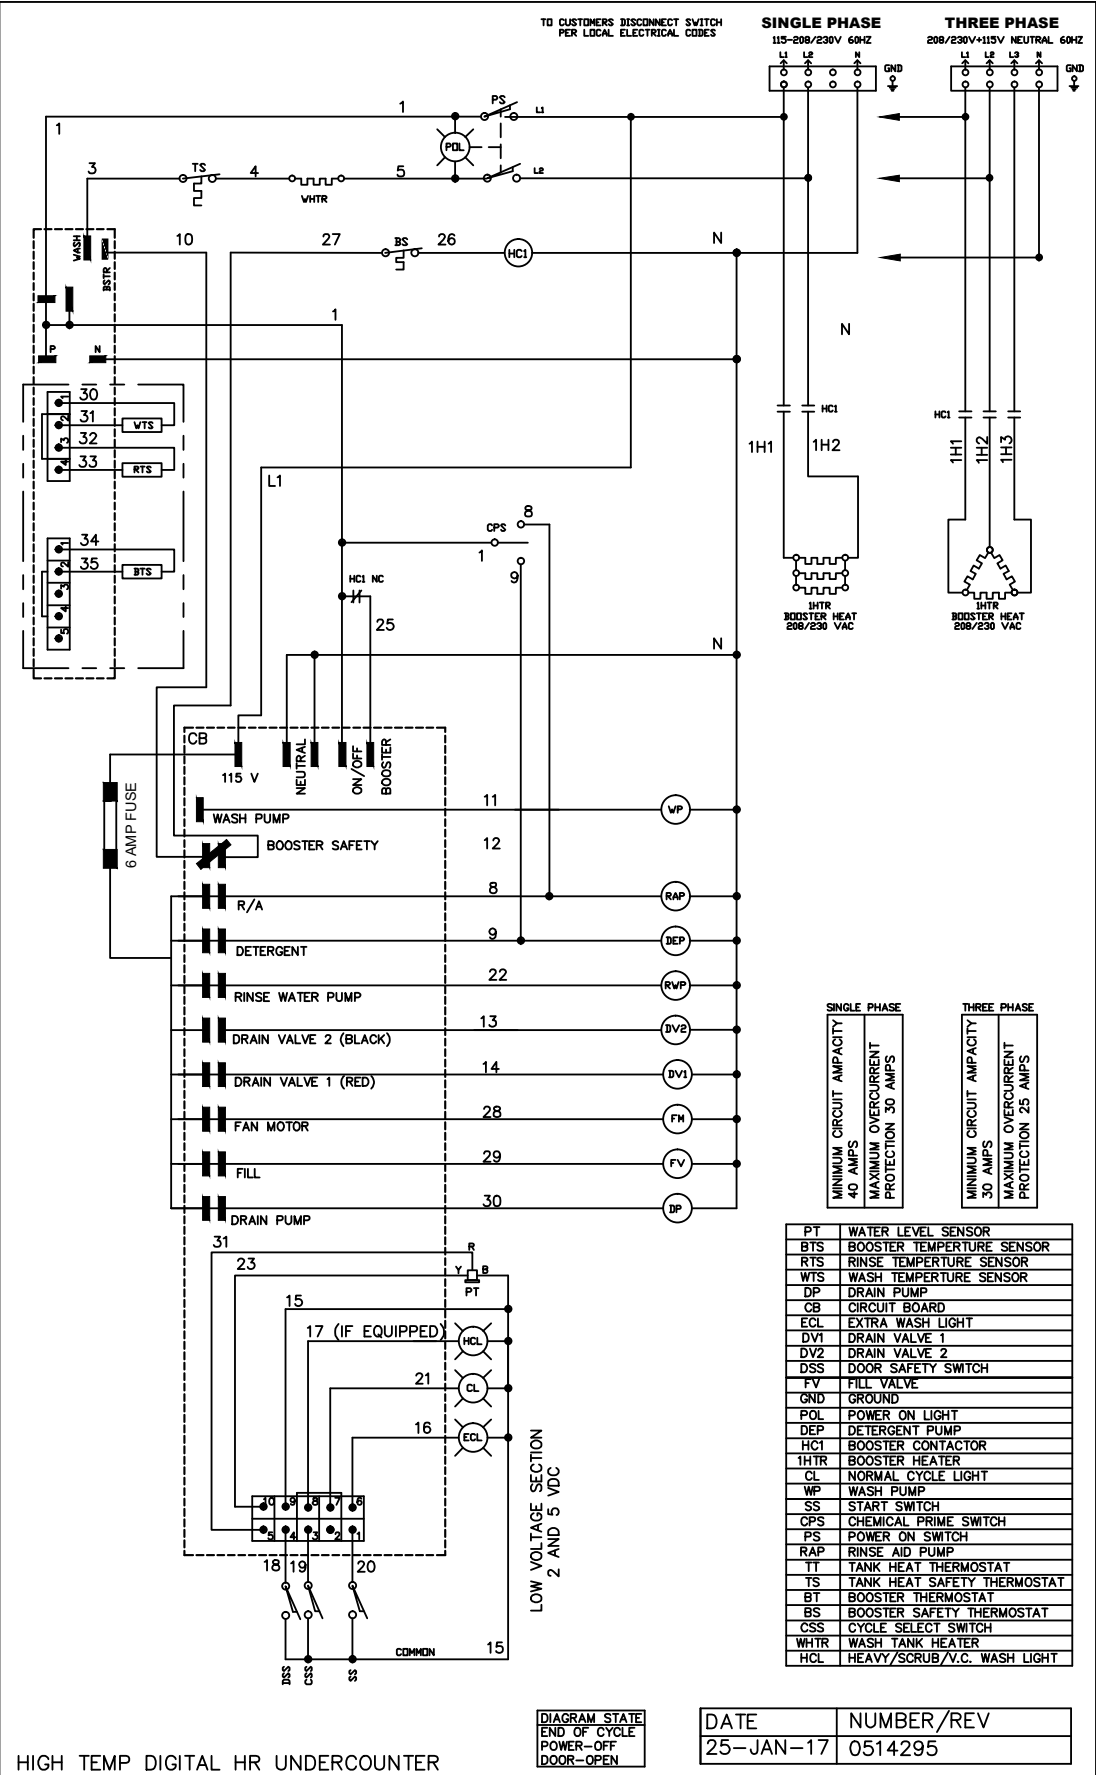 TO CUSTOMERS DISCONNECT SWITCH
PER LOCAL ELECTRICAL CODES
SINGLE PHASE
115-208/230V 60HZ
L1 L2 N
GND
THREE PHASE
208/230V+115V NEUTRAL 60HZ
L1 L2 L3 N
GND
1
1
PS
L1
POL
3
TS
4
WHTR
5
L2
WASH
BSTR
10
27
BS
26
HC1
N
1
N
P N
30
31
WTS
32
33
RTS
1
2
3
4
L1
HC1
1H1
1H2
HC1
1H1
1H2
1H3
34
35
BTS
1
2
3
4
5
CPS
8
1
9
HC1 NC
25
1HTR
BOOSTER HEAT
208/230 VAC
1HTR
BOOSTER HEAT
208/230 VAC
N
CB
115 V
NEUTRAL
ON/OFF
BOOSTER
6 AMP FUSE
WASH PUMP
11
WP
BOOSTER SAFETY
12
R/A
8
RAP
DETERGENT
9
DEP
RINSE WATER PUMP
22
RWP
DRAIN VALVE 2 (BLACK)
13
DV2
DRAIN VALVE 1 (RED)
14
DV1
FAN MOTOR
28
FM
FILL
29
FV
DRAIN PUMP
30
DP
31
R
23
Y B
PT
15
17 (IF EQUIPPED)
HCL
21
CL
16
ECL
10 9 8 7 6
5 4 3 2 1
18 19 20
LOW VOLTAGE SECTION
2 AND 5 VDC
COMMON
15
DSS
CSS
SS
SINGLE PHASE
MINIMUM CIRCUIT AMPACITY
40 AMPS
MAXIMUM OVERCURRENT
PROTECTION 30 AMPS
THREE PHASE
MINIMUM CIRCUIT AMPACITY
30 AMPS
MAXIMUM OVERCURRENT
PROTECTION 25 AMPS
PT WATER LEVEL SENSOR
BTS BOOSTER TEMPERTURE SENSOR
RTS RINSE TEMPERTURE SENSOR
WTS WASH TEMPERTURE SENSOR
DP DRAIN PUMP
CB CIRCUIT BOARD
ECL EXTRA WASH LIGHT
DV1 DRAIN VALVE 1
DV2 DRAIN VALVE 2
DSS DOOR SAFETY SWITCH
FV FILL VALVE
GND GROUND
POL POWER ON LIGHT
DEP DETERGENT PUMP
HC1 BOOSTER CONTACTOR
1HTR BOOSTER HEATER
CL NORMAL CYCLE LIGHT
WP WASH PUMP
SS START SWITCH
CPS CHEMICAL PRIME SWITCH
PS POWER ON SWITCH
RAP RINSE AID PUMP
TT TANK HEAT THERMOSTAT
TS TANK HEAT SAFETY THERMOSTAT
BT BOOSTER THERMOSTAT
BS BOOSTER SAFETY THERMOSTAT
CSS CYCLE SELECT SWITCH
WHTR WASH TANK HEATER
HCL HEAVY/SCRUB/V.C. WASH LIGHT
DIAGRAM STATE
END OF CYCLE
POWER-OFF
DOOR-OPEN
DATE NUMBER/REV
25-JAN-17 0514295
HIGH TEMP DIGITAL HR UNDERCOUNTER